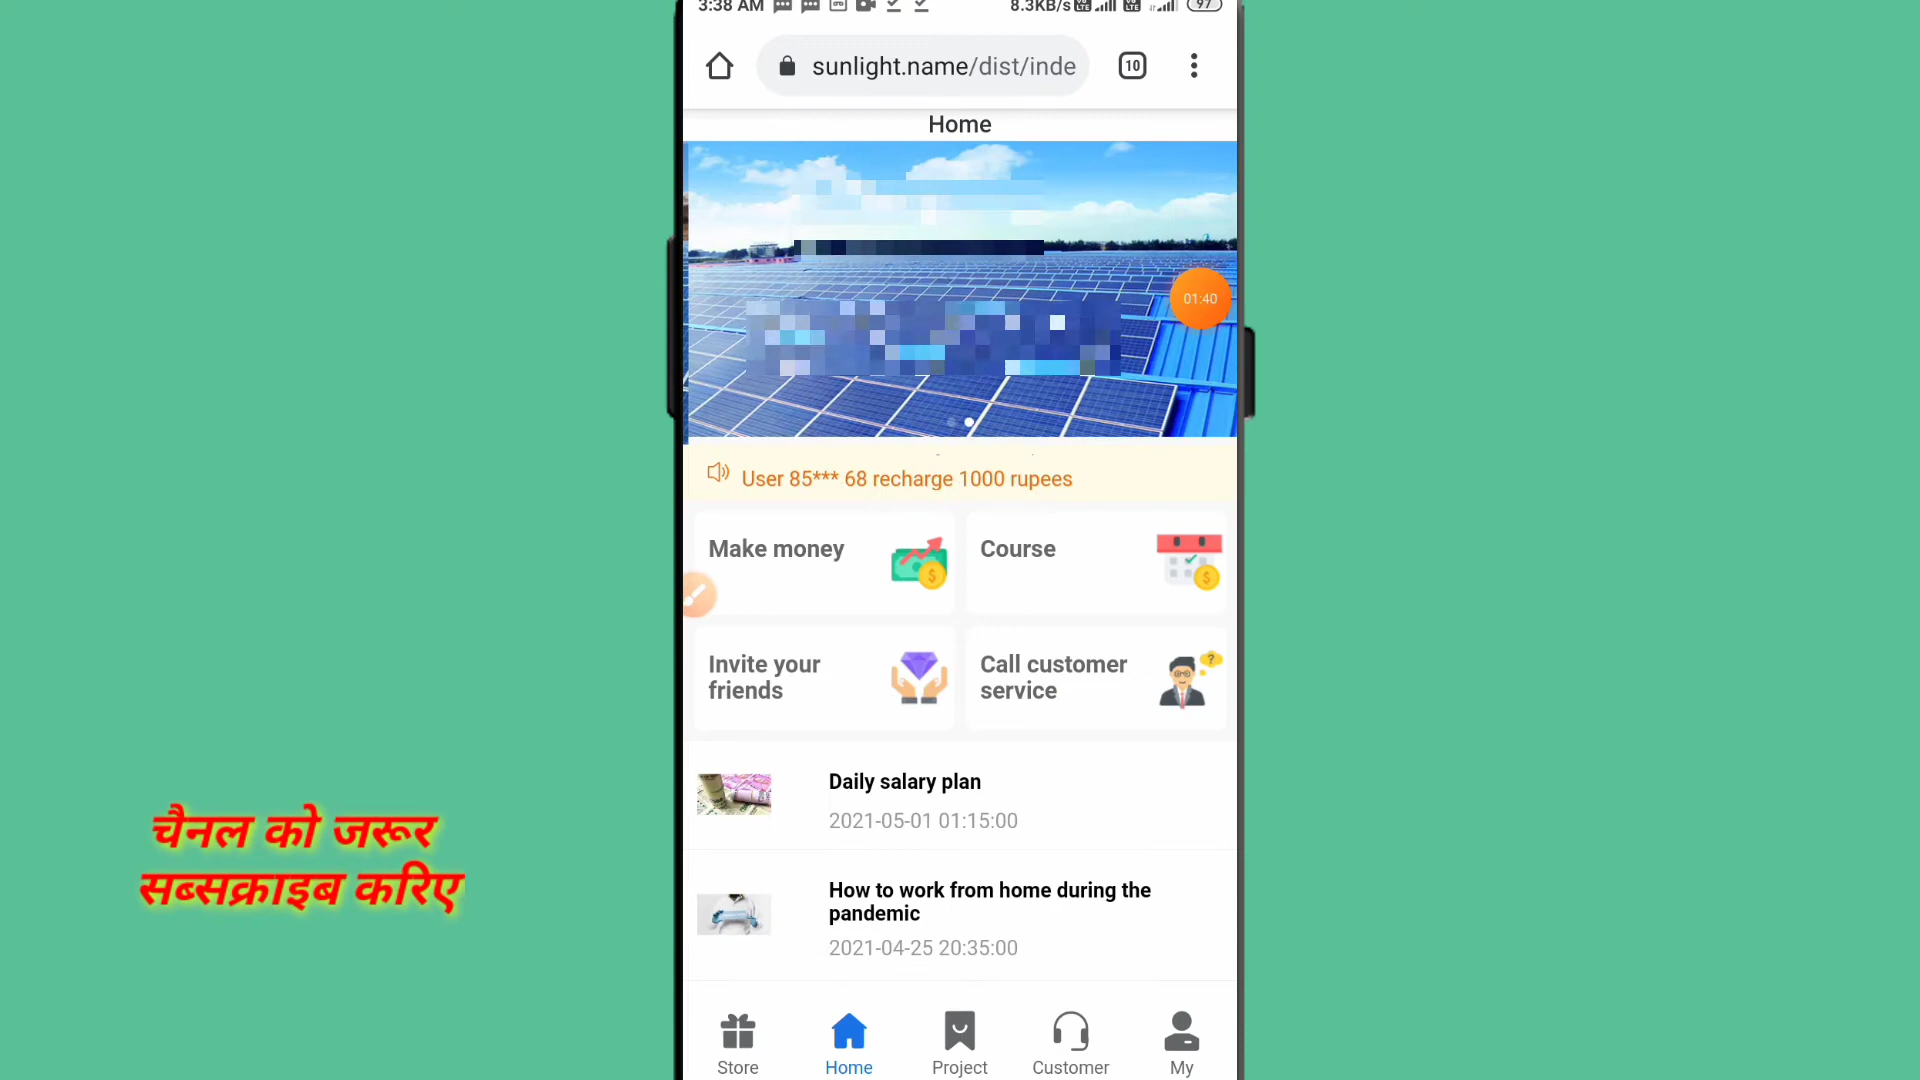 3:38 AM
8.3KB/s
97
sunlight.name/dist/inde
10
Home
01:40
User 85*** 68 recharge 1000 rupees
Make money
Course
Invite your
friends
Call customer
service
Daily salary plan
2021-05-01 01:15:00
How to work from home during the
pandemic
2021-04-25 20:35:00
Store
Home
Project
Customer
My
चैनल को जरूर
सब्सक्राइब करिए